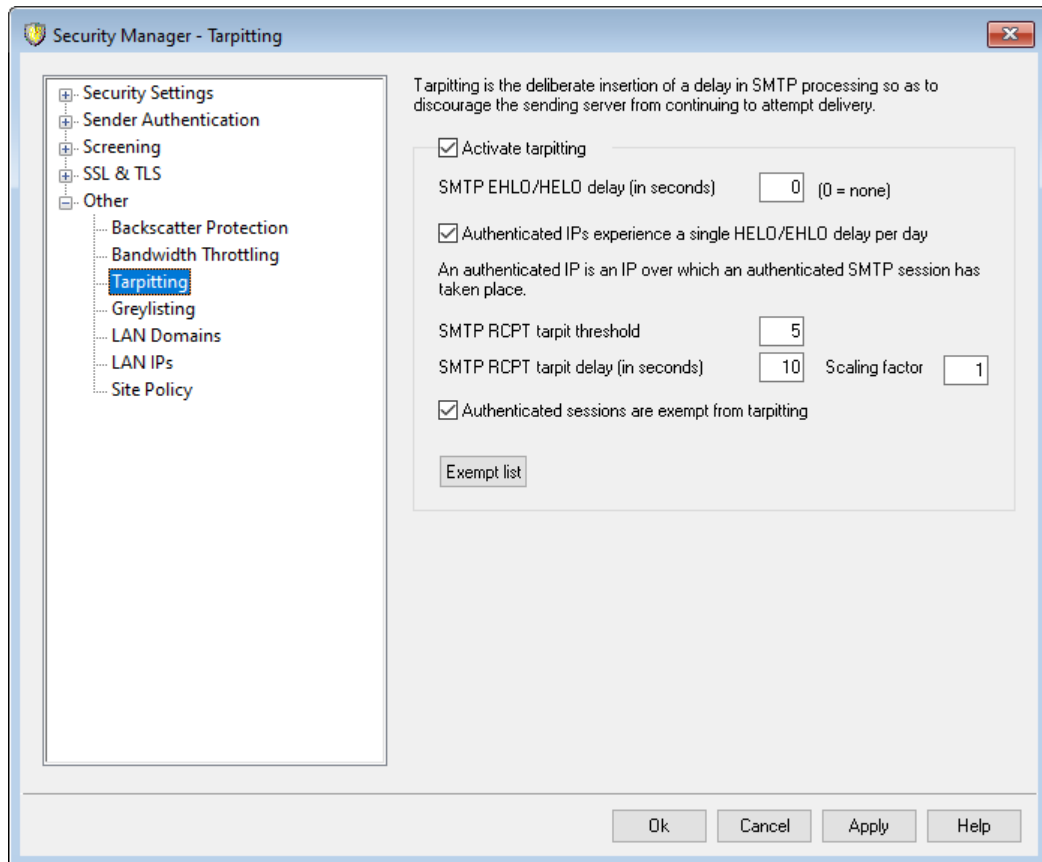 Security Manager - Tarpitting
Security Settings
Sender Authentication
Screening
SSL & TLS
Other
Backscatter Protection
Bandwidth Throttling
Tarpitting
Greylisting
LAN Domains
LAN IPs
Site Policy
Tarpitting is the deliberate insertion of a delay in SMTP processing so as to
discourage the sending server from continuing to attempt delivery.
Activate tarpitting
SMTP EHLO/HELO delay (in seconds) 0 (0 = none)
Authenticated IPs experience a single HELO/EHLO delay per day
An authenticated IP is an IP over which an authenticated SMTP session has
taken place.
SMTP RCPT tarpit threshold 5
SMTP RCPT tarpit delay (in seconds) 10 Scaling factor 1
Authenticated sessions are exempt from tarpitting
Exempt list
Ok Cancel Apply Help